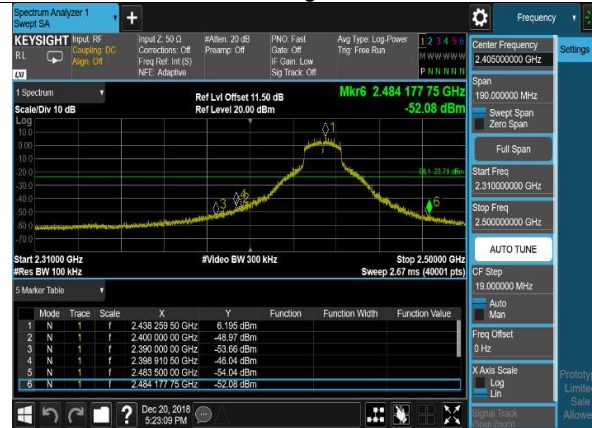 Spectrum Analyzer 1
Swept SA
+
Frequency
KEYSIGHT Input: RF
RL
Coupling: DC
Align: Off
LXI
Input Z: 50 Ω
Corrections: Off
Freq Ref: Int (S)
NFE: Adaptive
#Atten: 20 dB
Preamp: Off
PNO: Fast
Gate: Off
IF Gain: Low
Sig Track: Off
Avg Type: Log-Power
Trig: Free Run
1 2 3 4 5 6
M W W W W W
P N N N N N
Center Frequency
2.405000000 GHz
Settings
1 Spectrum
Scale/Div 10 dB
Ref Lvl Offset 11.50 dB
Ref Level 20.00 dBm
Mkr6 2.484 177 75 GHz
-52.08 dBm
Span
190.000000 MHz
Swept Span
Zero Span
Full Span
Start Freq
2.310000000 GHz
Stop Freq
2.500000000 GHz
AUTO TUNE
CF Step
19.000000 MHz
Auto
Man
Freq Offset
0 Hz
X Axis Scale
Log
Lin
Signal Track
(Span Zoom)
Log
10.0
0.00
-10.0
-20.0
-30.0
-40.0
-50.0
-60.0
-70.0
1
DL1 -23.71 dBm
3
4
6
Start 2.31000 GHz
#Res BW 100 kHz
#Video BW 300 kHz
Stop 2.50000 GHz
Sweep 2.67 ms (40001 pts)
5 Marker Table
Mode Trace Scale X Y Function Function Width Function Value
1 N 1 f 2.438 259 50 GHz 6.195 dBm
2 N 1 f 2.400 000 00 GHz -48.97 dBm
3 N 1 f 2.390 000 00 GHz -53.66 dBm
4 N 1 f 2.398 910 50 GHz -46.04 dBm
5 N 1 f 2.483 500 00 GHz -54.04 dBm
6 N 1 f 2.484 177 75 GHz -52.08 dBm
?
Dec 20, 2018
5:23:09 PM